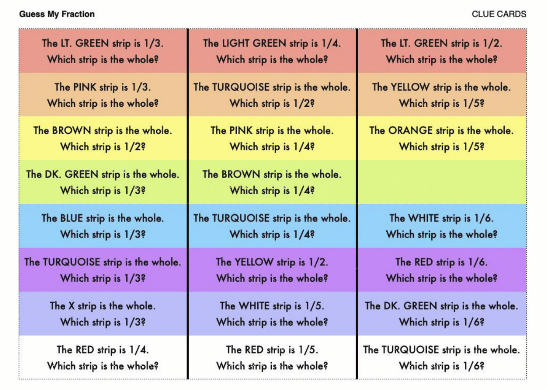 Guess My Fraction CLUE CARDS
The LT. GREEN strip is 1/3.
Which strip is the whole?
The LIGHT GREEN strip is 1/4.
Which strip is the whole?
The LT. GREEN strip is 1/2.
Which strip is the whole?
The PINK strip is 1/3.
Which strip is the whole?
The TURQUOISE strip is the whole.
Which strip is 1/2?
The YELLOW strip is the whole.
Which strip is 1/5?
The BROWN strip is the whole.
Which strip is 1/2?
The PINK strip is the whole.
Which strip is 1/4?
The ORANGE strip is the whole.
Which strip is 1/5?
The DK. GREEN strip is the whole.
Which strip is 1/3?
The BROWN strip is the whole.
Which strip is 1/4?
The BLUE strip is the whole.
Which strip is 1/3?
The TURQUOISE strip is the whole.
Which strip is 1/4?
The WHITE strip is 1/6.
Which strip is the whole?
The TURQUOISE strip is the whole.
Which strip is 1/3?
The YELLOW strip is 1/2.
Which strip is the whole?
The RED strip is 1/6.
Which strip is the whole?
The X strip is the whole.
Which strip is 1/3?
The WHITE strip is 1/5.
Which strip is the whole?
The DK. GREEN strip is the whole.
Which strip is 1/6?
The RED strip is 1/4.
Which strip is the whole?
The RED strip is 1/5.
Which strip is the whole?
The TURQUOISE strip is the whole.
Which strip is 1/6?